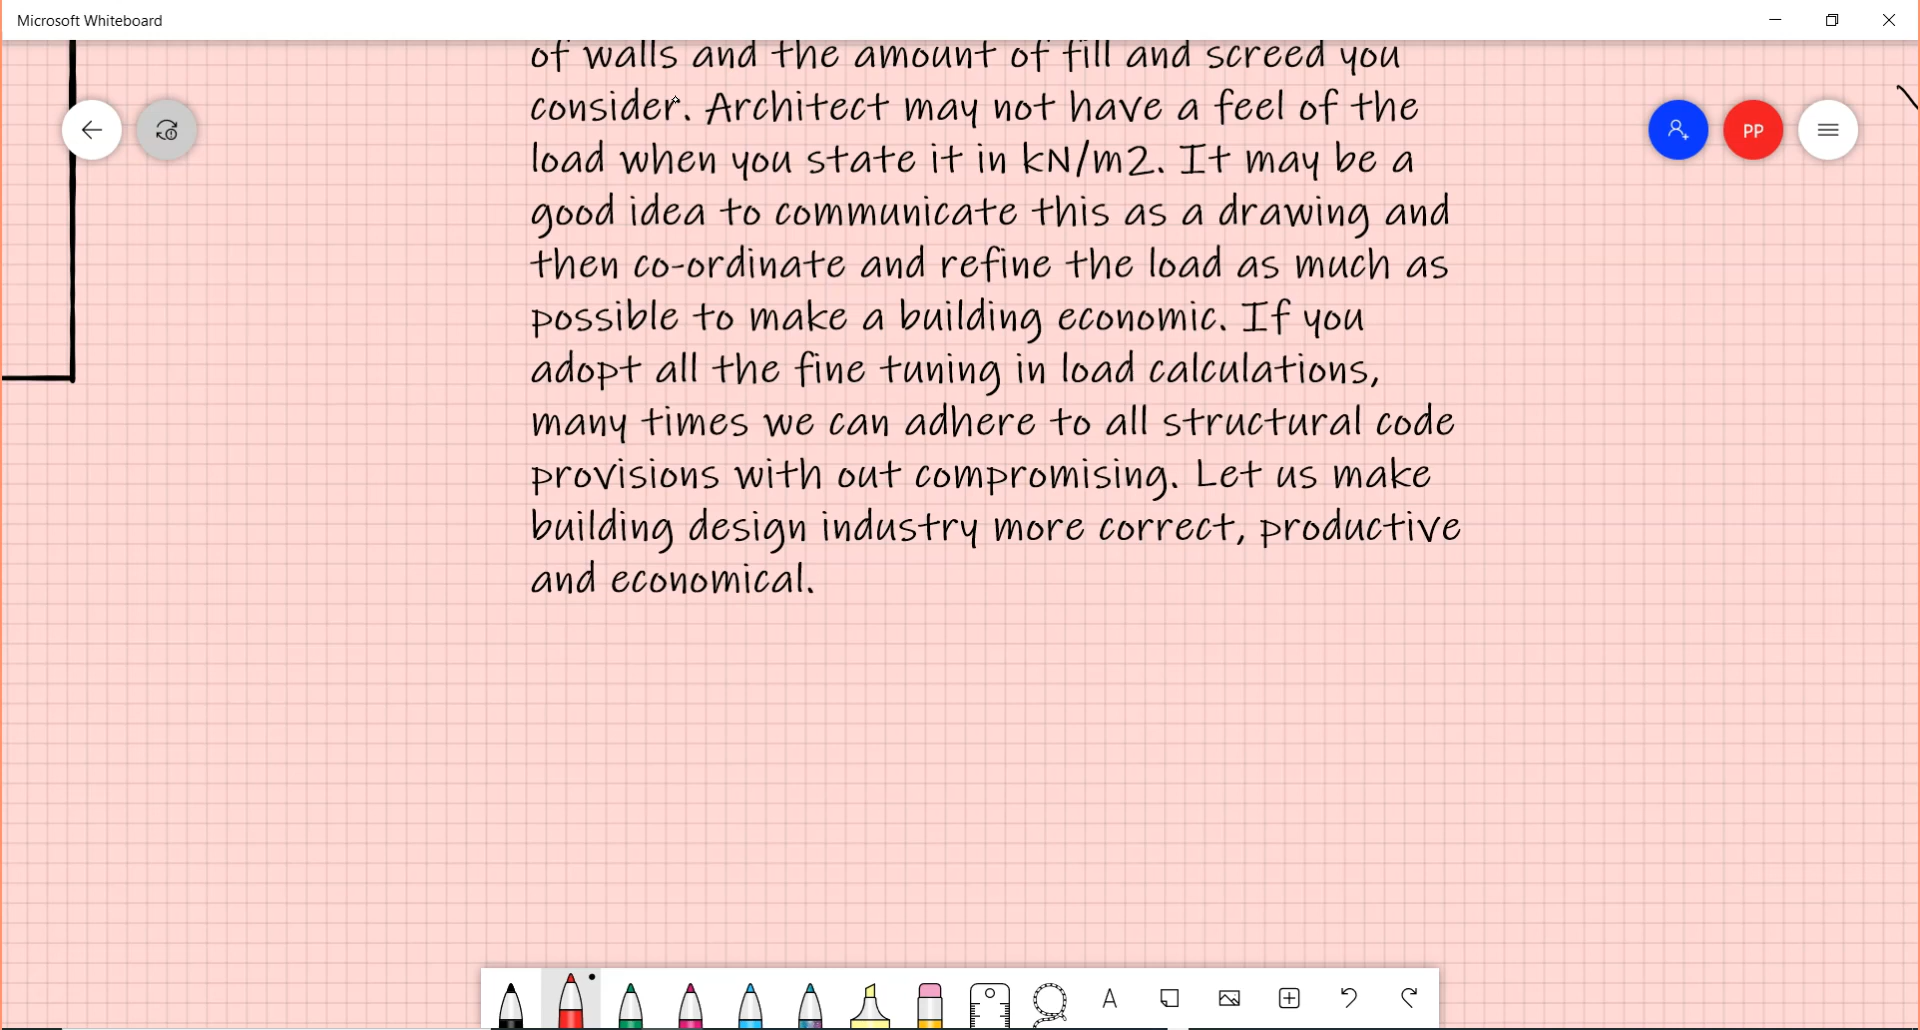 Microsoft Whiteboard
of walls and the amount of fill and screed you
consider. Architect may not have a feel of the
load when you state it in kN/m2. It may be a
good idea to communicate this as a drawing and
then co-ordinate and refine the load as much as
possible to make a building economic. If you
adopt all the fine tuning in load calculations,
many times we can adhere to all structural code
provisions with out compromising. Let us make
building design industry more correct, productive
and economical.
PP
A